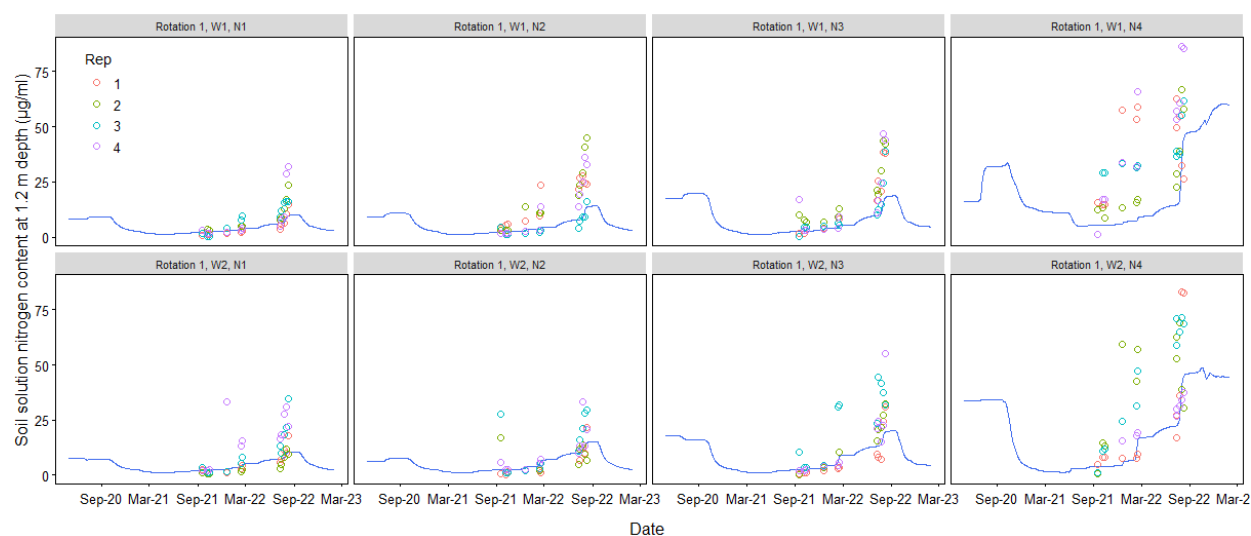 Rotation 1, W1, N1 Rotation 1, W1, N2 Rotation 1, W1, N3 Rotation 1, W1, N4
Soil solution nitrogen content at 1.2 m depth (µg/ml)
75
50
25
0
Rep
1
2
3
4
Rotation 1, W2, N1 Rotation 1, W2, N2 Rotation 1, W2, N3 Rotation 1, W2, N4
75
50
25
0
Sep-20 Mar-21 Sep-21 Mar-22 Sep-22 Mar-23 Sep-20 Mar-21 Sep-21 Mar-22 Sep-22 Mar-23 Sep-20 Mar-21 Sep-21 Mar-22 Sep-22 Mar-23 Sep-20 Mar-21 Sep-21 Mar-22 Sep-22 Mar-2
Date